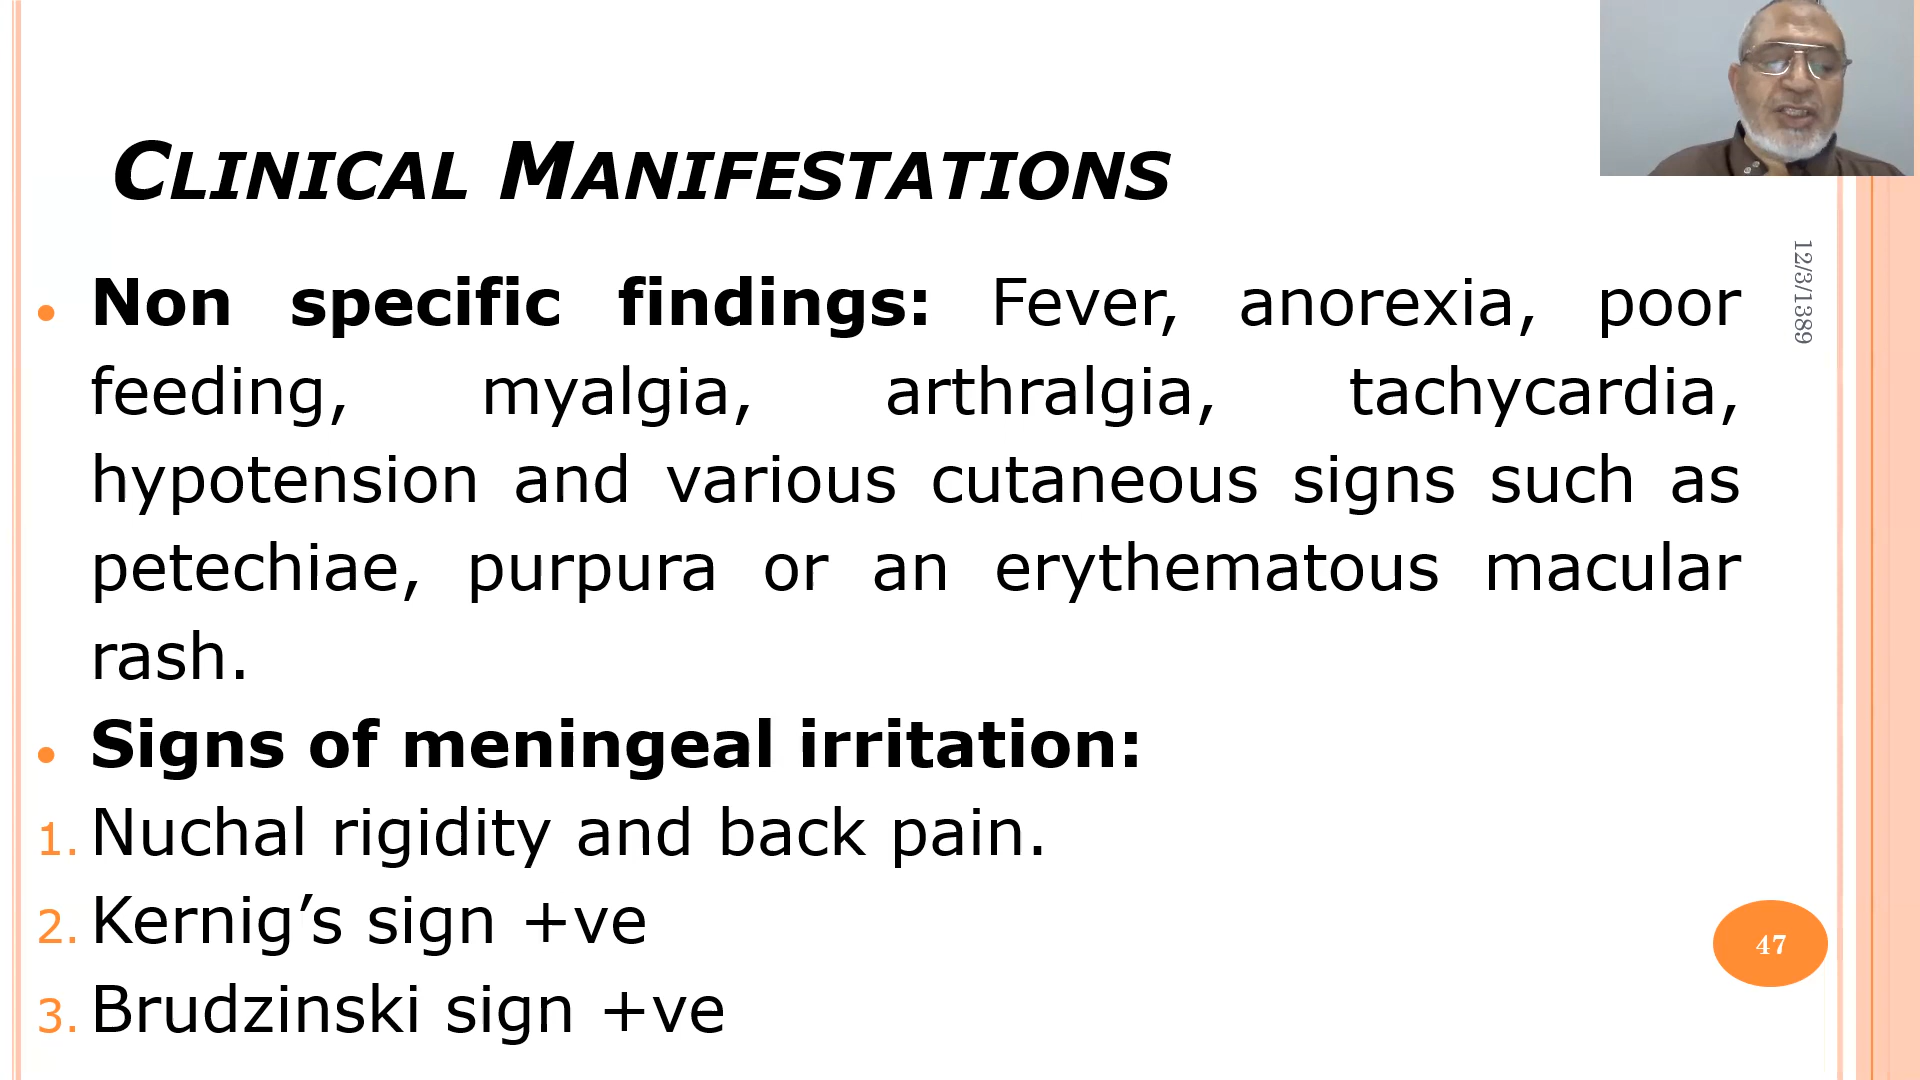 CLINICAL MANIFESTATIONS
• Non specific findings: Fever, anorexia, poor
feeding, myalgia, arthralgia, tachycardia,
hypotension and various cutaneous signs such as
petechiae, purpura or an erythematous macular
rash.
• Signs of meningeal irritation:
1. Nuchal rigidity and back pain.
2. Kernig’s sign +ve
3. Brudzinski sign +ve
12/3/1389
47